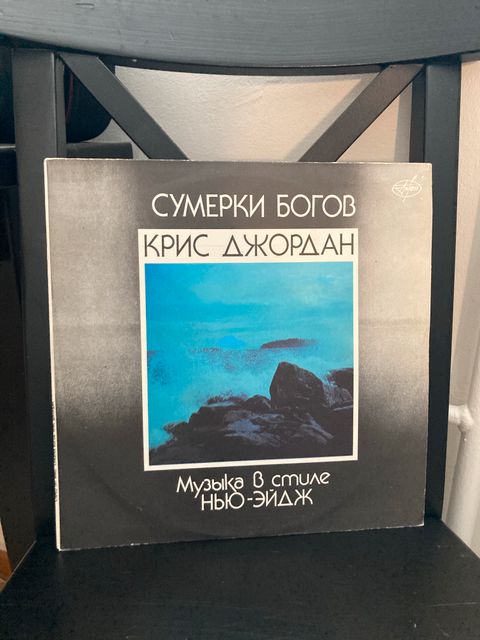 СУМЕРКИ БОГОВ
КРИС ДЖОРДАН
Музыка в стиле
НЬЮ-ЭЙДЖ